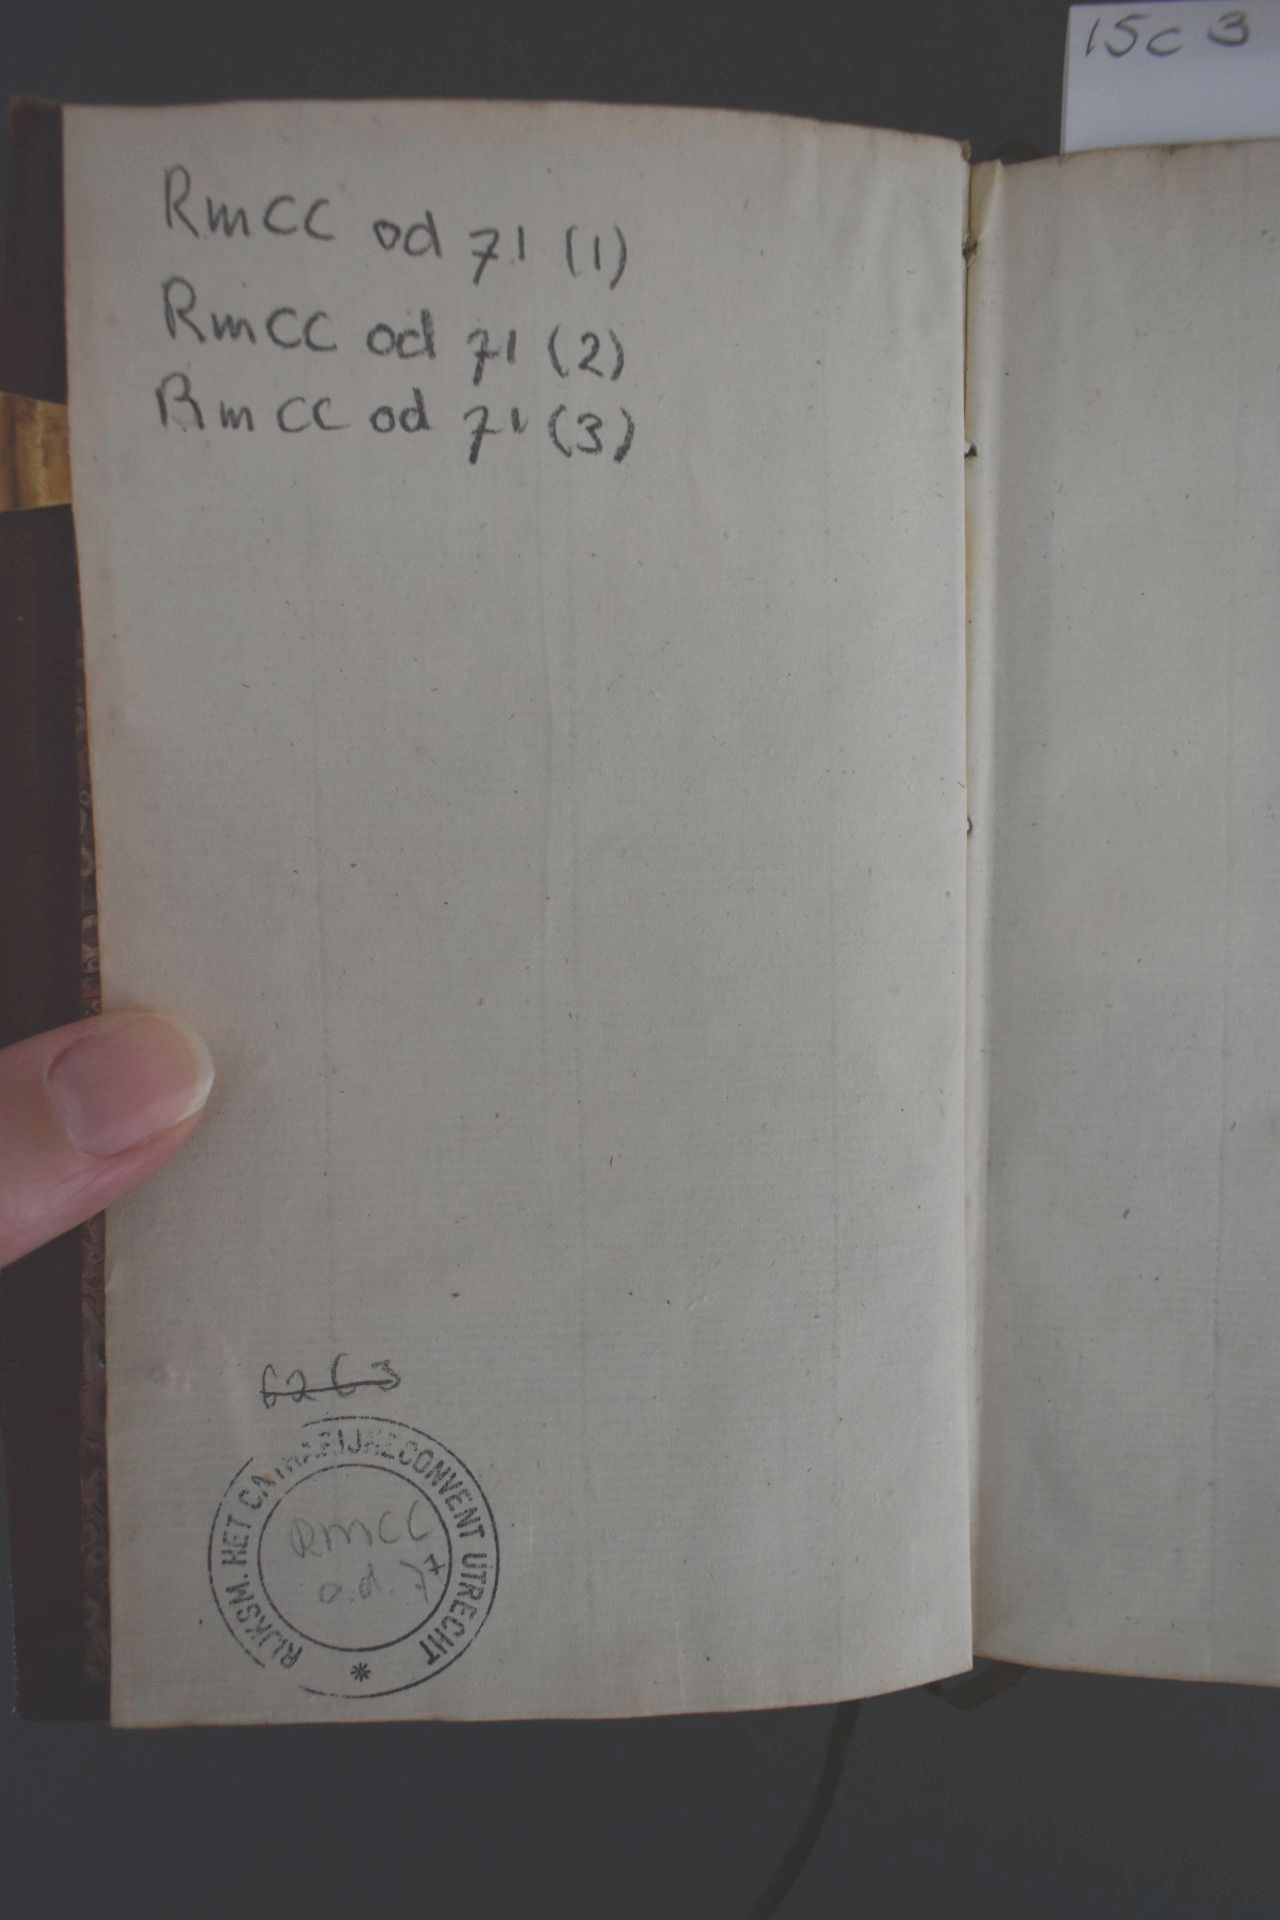 15c 3
RmCC od 71 (1)
RmCC od 71 (2)
RmCC od 71 (3)
6263
RIJKSM. HET CATHARIJNECONVENT UTRECHT *
RMCC
o.d. 71